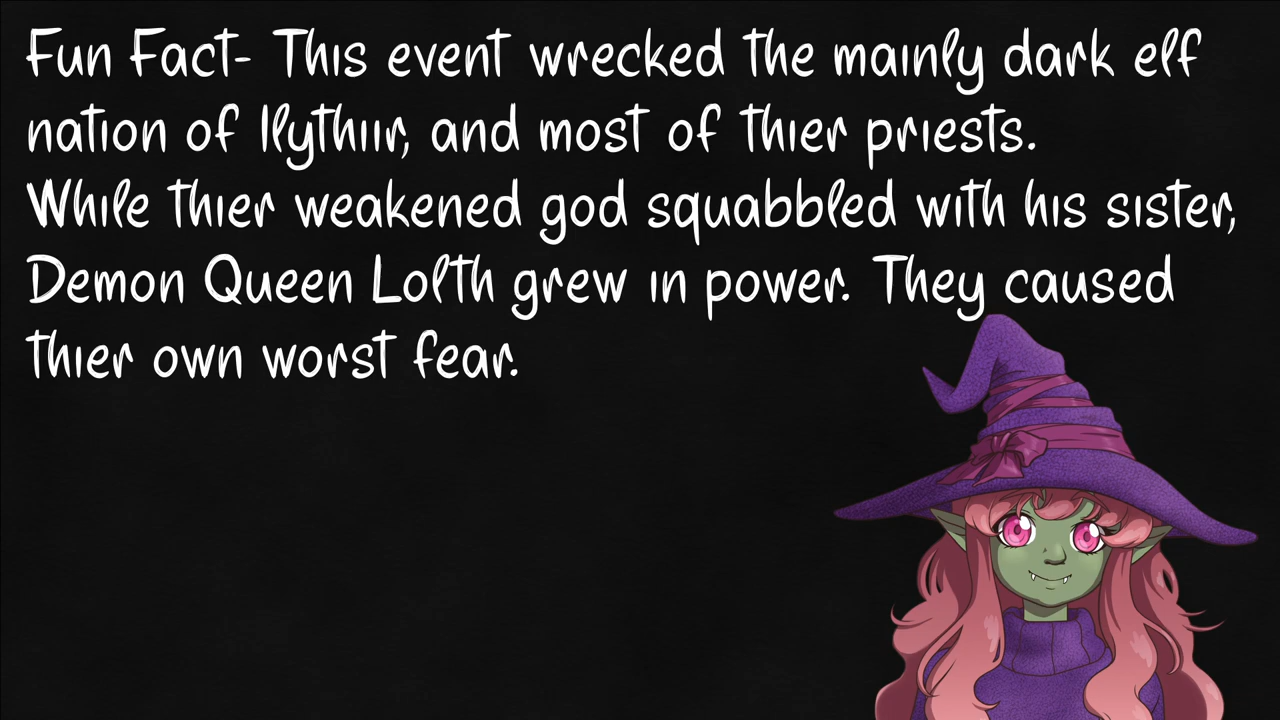 Fun Fact- This event wrecked the mainly dark elf
nation of Ilythiir, and most of thier priests.
While thier weakened god squabbled with his sister,
Demon Queen Lolth grew in power. They caused
thier own worst fear.